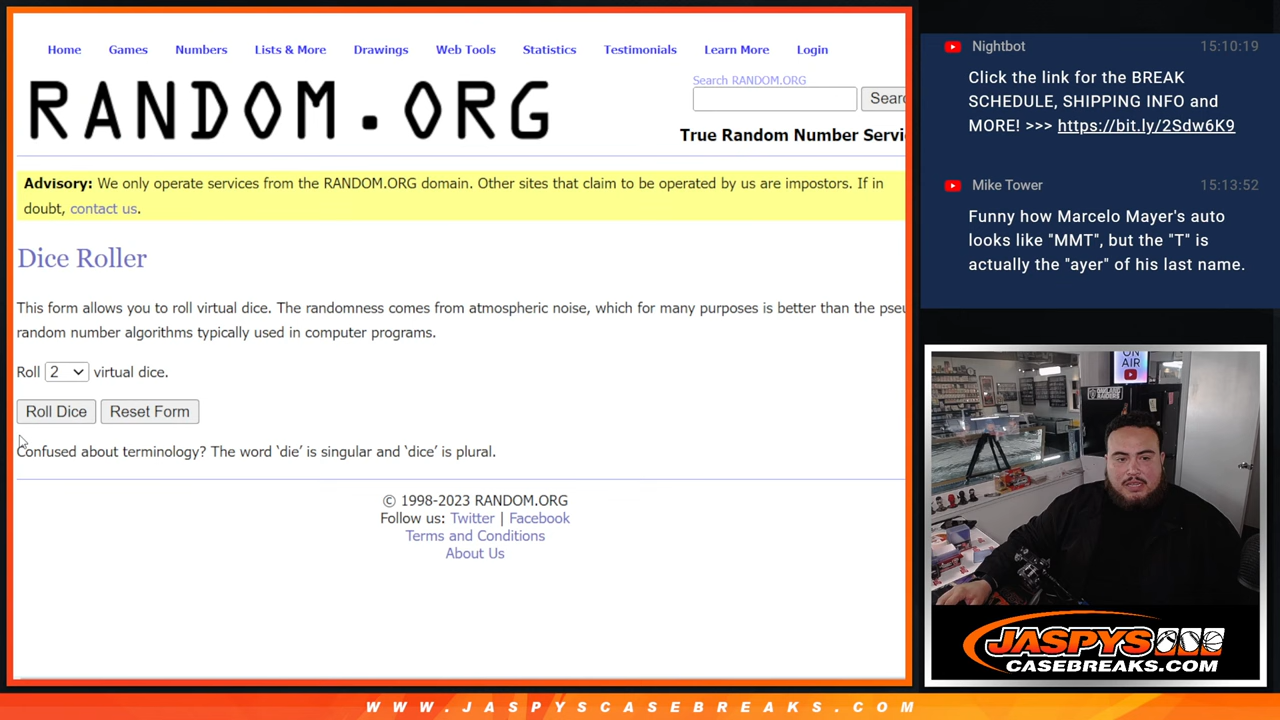 Home Games Numbers Lists & More Drawings Web Tools Statistics Testimonials Learn More Login
RANDOM.ORG
Search RANDOM.ORG
Searc
True Random Number Servi
Advisory: We only operate services from the RANDOM.ORG domain. Other sites that claim to be operated by us are impostors. If in
doubt, contact us.
Dice Roller
This form allows you to roll virtual dice. The randomness comes from atmospheric noise, which for many purposes is better than the pseu
random number algorithms typically used in computer programs.
Roll 2 virtual dice.
Roll Dice Reset Form
Confused about terminology? The word ‘die’ is singular and ‘dice’ is plural.
© 1998-2023 RANDOM.ORG
Follow us: Twitter | Facebook
Terms and Conditions
About Us
Nightbot 15:10:19
Click the link for the BREAK
SCHEDULE, SHIPPING INFO and
MORE! >>> https://bit.ly/2Sdw6K9
Mike Tower 15:13:52
Funny how Marcelo Mayer's auto
looks like "MMT", but the "T" is
actually the "ayer" of his last name.
ON
AIR
OAKLAND
RAIDERS
JASPYS
CASEBREAKS.COM
WWW.JASPYSCASEBREAKS.COM